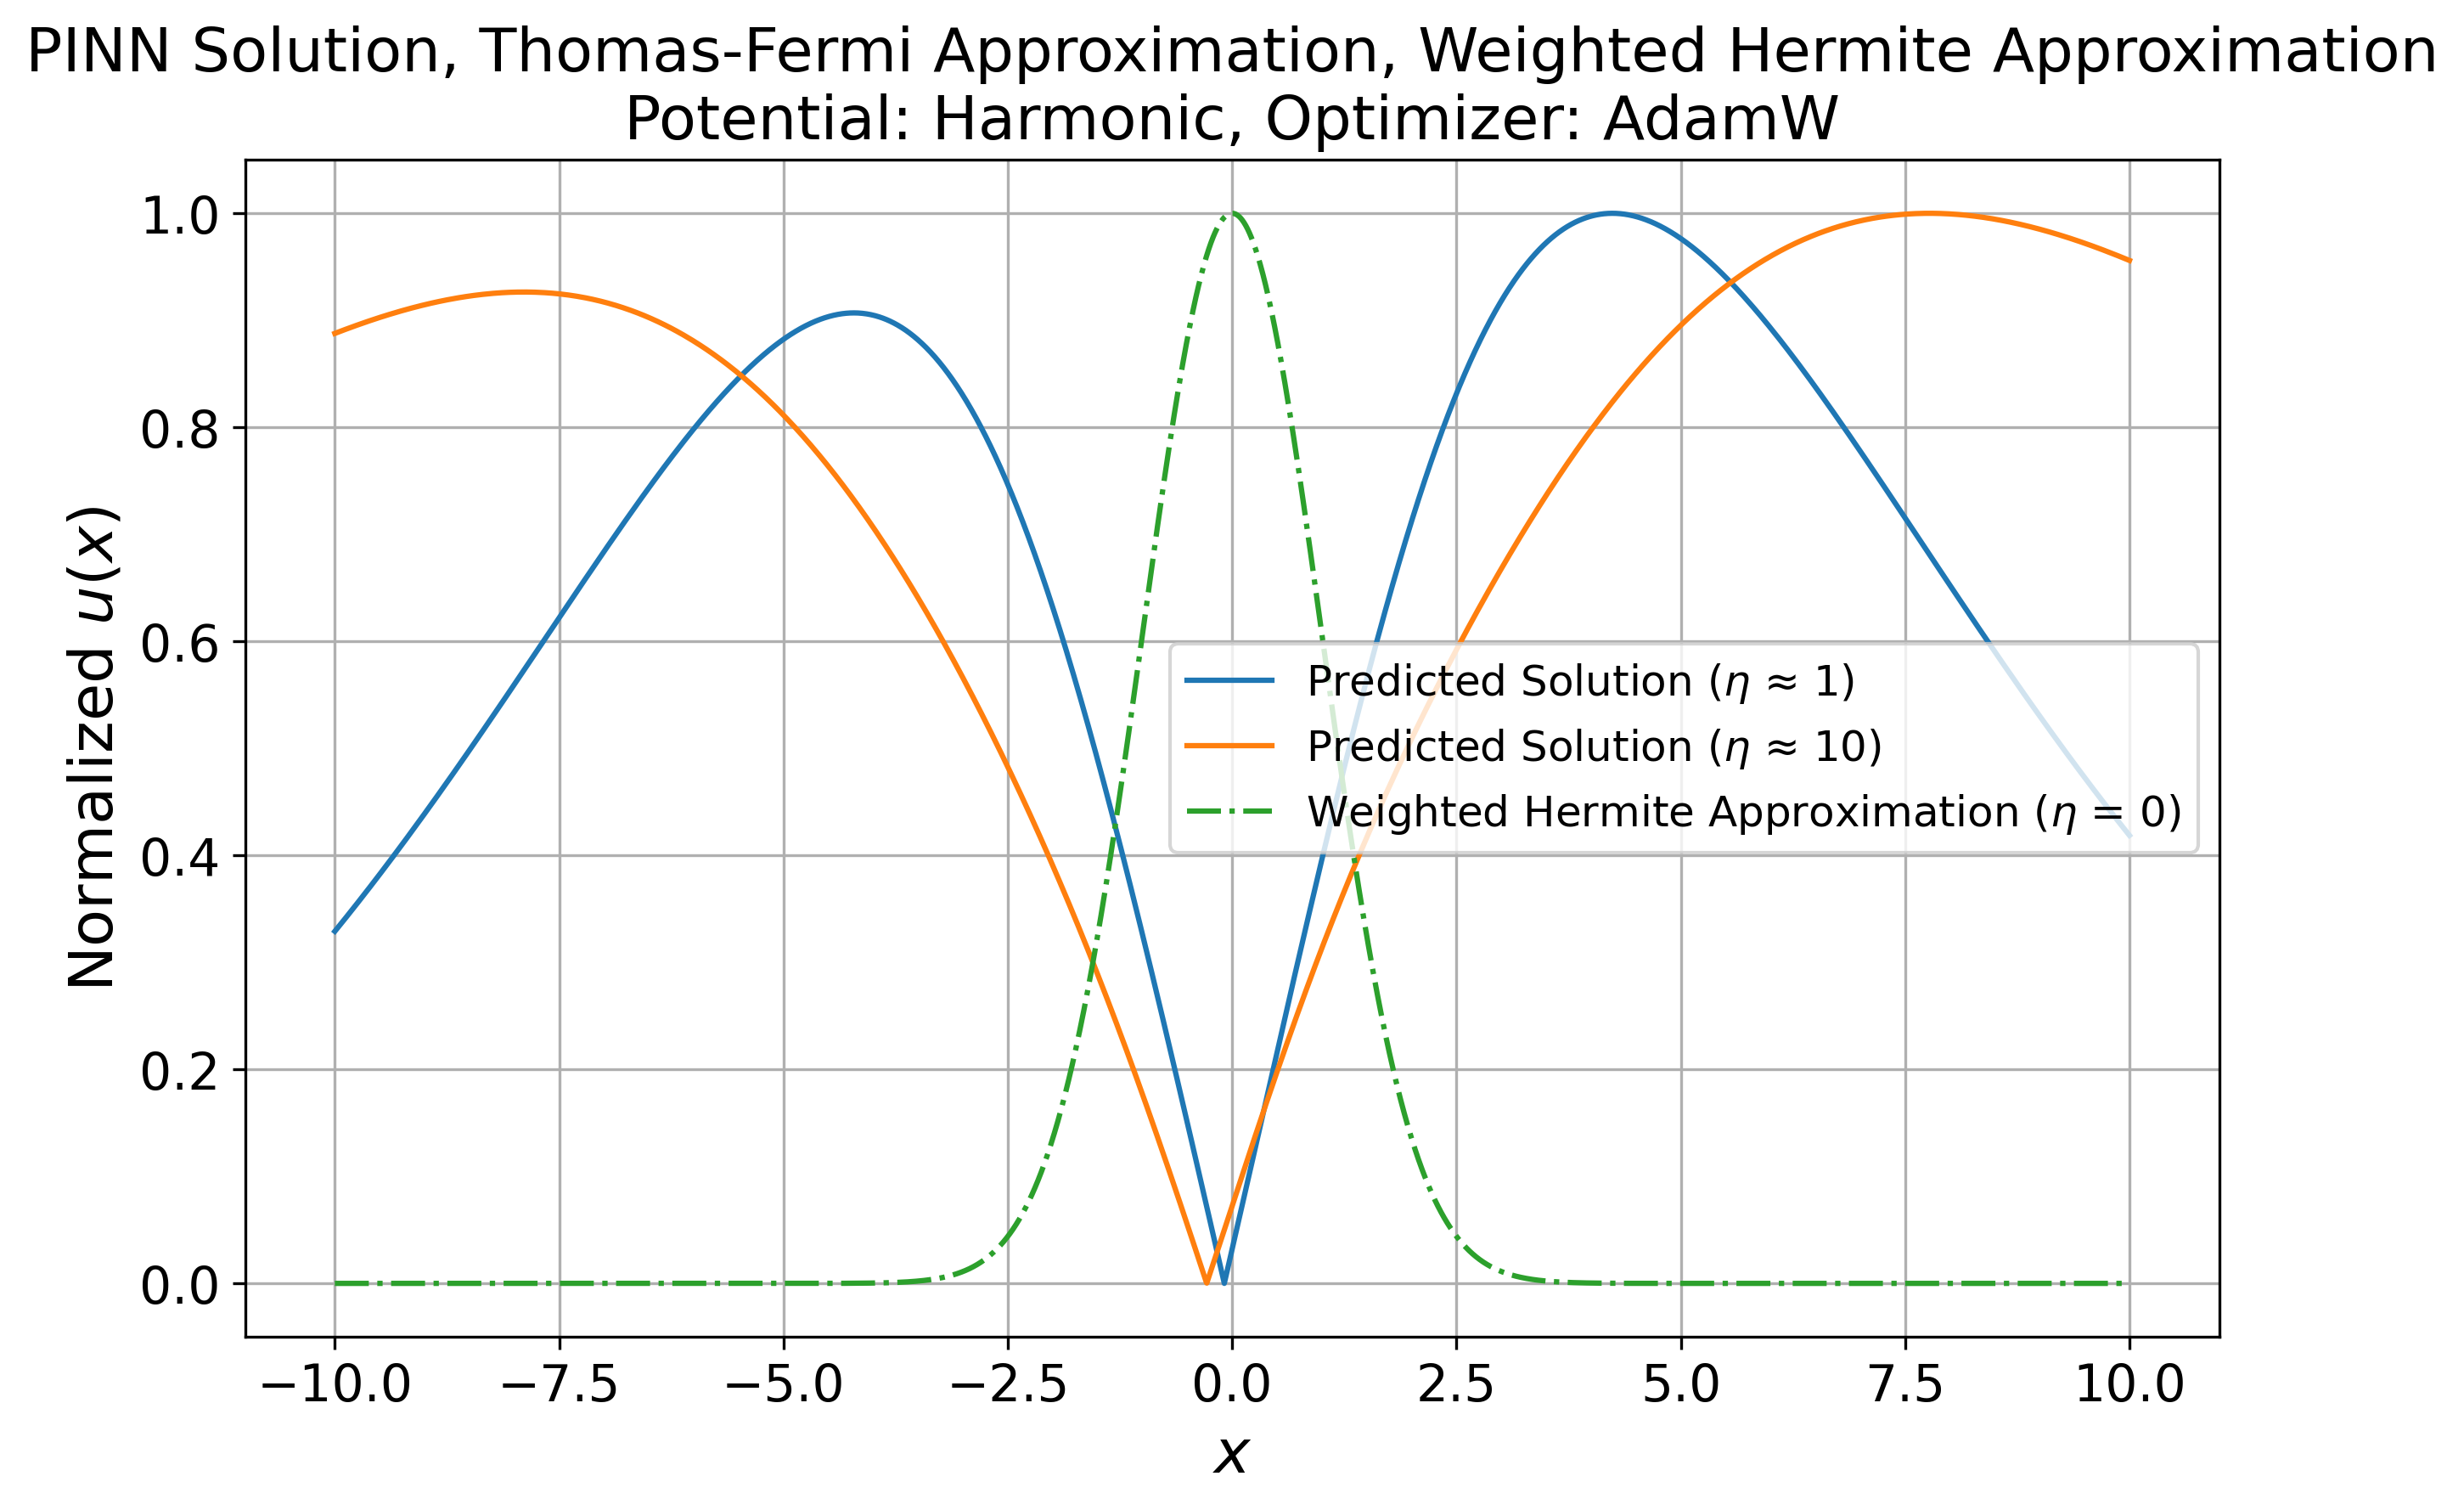 PINN Solution, Thomas-Fermi Approximation, Weighted Hermite Approximation
Potential: Harmonic, Optimizer: AdamW
Normalized u(x)
1.0
0.8
0.6
0.4
0.2
0.0
Predicted Solution (η ≈ 1)
Predicted Solution (η ≈ 10)
Weighted Hermite Approximation (η = 0)
−10.0 −7.5 −5.0 −2.5 0.0 2.5 5.0 7.5 10.0
x